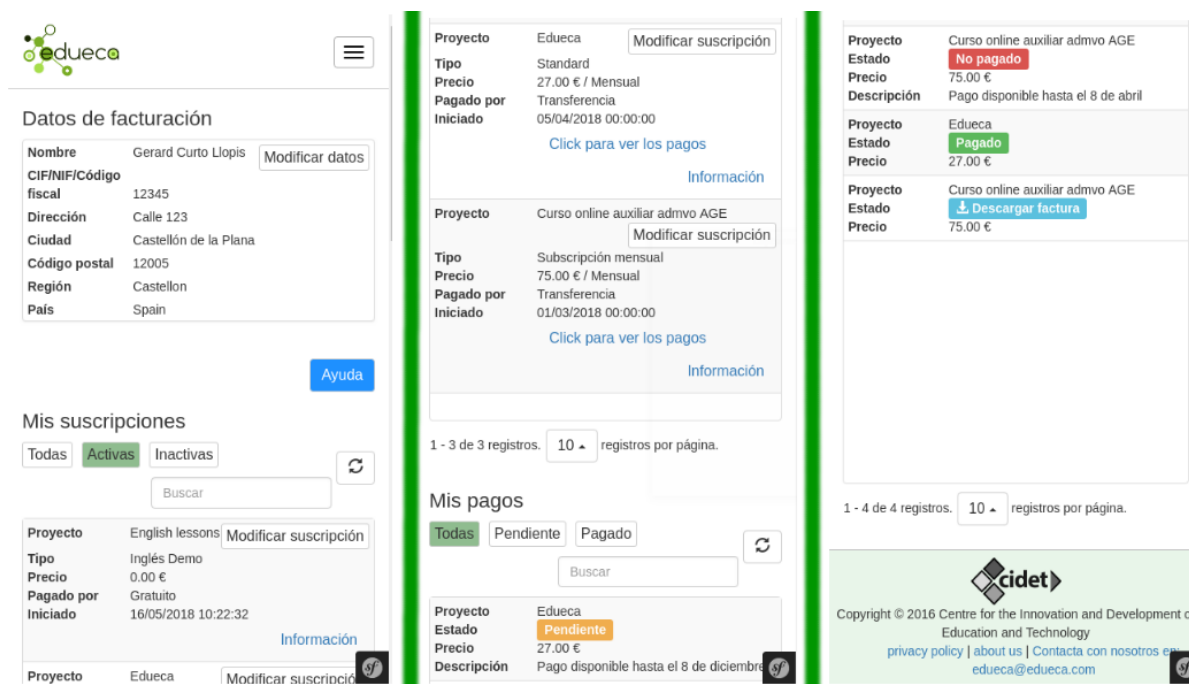 edueca
Datos de facturación
Nombre Gerard Curto Llopis Modificar datos
CIF/NIF/Código
fiscal 12345
Dirección Calle 123
Ciudad Castellón de la Plana
Código postal 12005
Región Castellon
País Spain
Ayuda
Mis suscripciones
Todas Activas Inactivas
Buscar
Proyecto English lessons Modificar suscripción
Tipo Inglés Demo
Precio 0.00 €
Pagado por Gratuito
Iniciado 16/05/2018 10:22:32
Información
Proyecto Edueca Modificar suscripció
sf
Proyecto Edueca Modificar suscripción
Tipo Standard
Precio 27.00 € / Mensual
Pagado por Transferencia
Iniciado 05/04/2018 00:00:00
Click para ver los pagos
Información
Proyecto Curso online auxiliar admvo AGE
Modificar suscripción
Tipo Subscripción mensual
Precio 75.00 € / Mensual
Pagado por Transferencia
Iniciado 01/03/2018 00:00:00
Click para ver los pagos
Información
1 - 3 de 3 registros. 10 registros por página.
Mis pagos
Todas Pendiente Pagado
Buscar
Proyecto Edueca
Estado Pendiente
Precio 27.00 €
Descripción Pago disponible hasta el 8 de diciembre
sf
Proyecto Curso online auxiliar admvo AGE
Estado No pagado
Precio 75.00 €
Descripción Pago disponible hasta el 8 de abril
Proyecto Edueca
Estado Pagado
Precio 27.00 €
Proyecto Curso online auxiliar admvo AGE
Estado Descargar factura
Precio 75.00 €
1 - 4 de 4 registros. 10 registros por página.
cidet
Copyright © 2016 Centre for the Innovation and Development o
Education and Technology
privacy policy | about us | Contacta con nosotros en:
edueca@edueca.com
sf